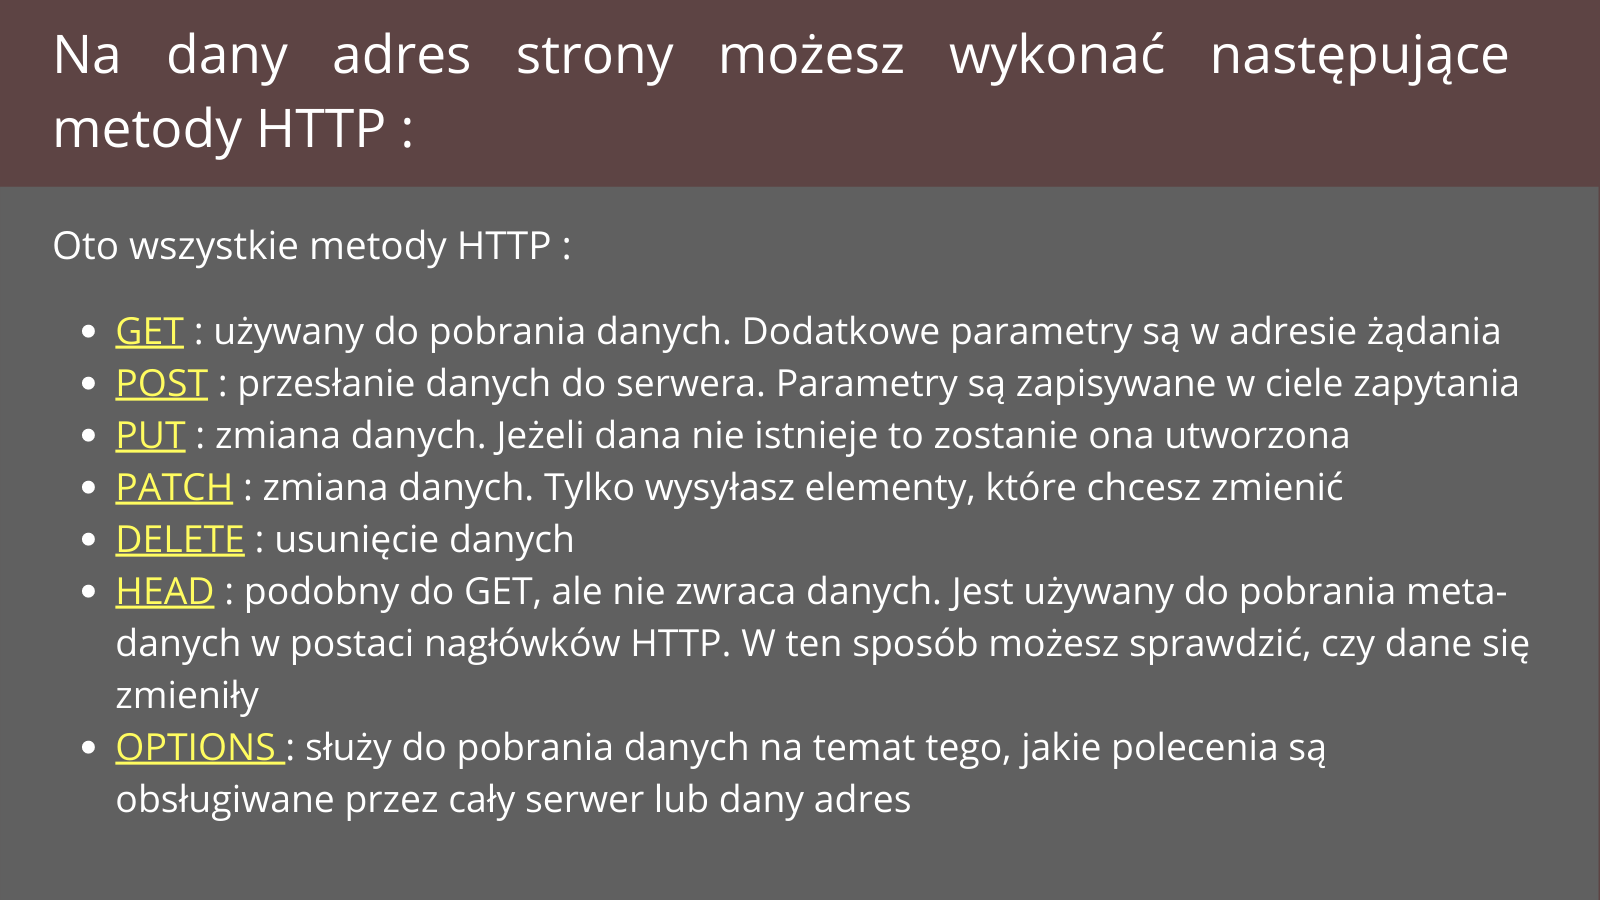 Na dany adres strony możesz wykonać następujące
metody HTTP :
Oto wszystkie metody HTTP :
• GET : używany do pobrania danych. Dodatkowe parametry są w adresie żądania
• POST : przesłanie danych do serwera. Parametry są zapisywane w ciele zapytania
• PUT : zmiana danych. Jeżeli dana nie istnieje to zostanie ona utworzona
• PATCH : zmiana danych. Tylko wysyłasz elementy, które chcesz zmienić
• DELETE : usunięcie danych
• HEAD : podobny do GET, ale nie zwraca danych. Jest używany do pobrania meta-
danych w postaci nagłówków HTTP. W ten sposób możesz sprawdzić, czy dane się
zmieniły
• OPTIONS : służy do pobrania danych na temat tego, jakie polecenia są
obsługiwane przez cały serwer lub dany adres